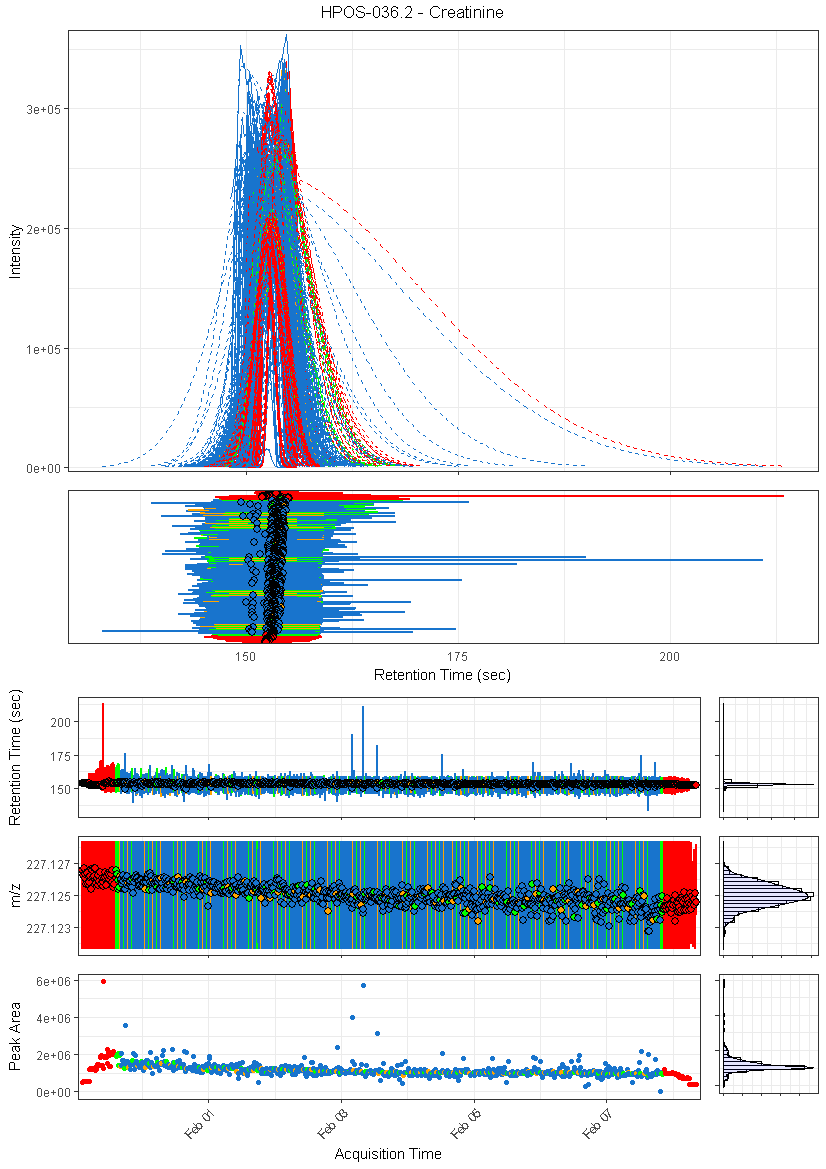 HPOS-036.2 - Creatinine
3e+05
2e+05
1e+05
0e+00
Intensity
150
175
200
Retention Time (sec)
200
175
150
Retention Time (sec)
227.127
227.125
227.123
m/z
6e+06
4e+06
2e+06
0e+00
Peak Area
Feb 01
Feb 03
Feb 05
Feb 07
Acquisition Time